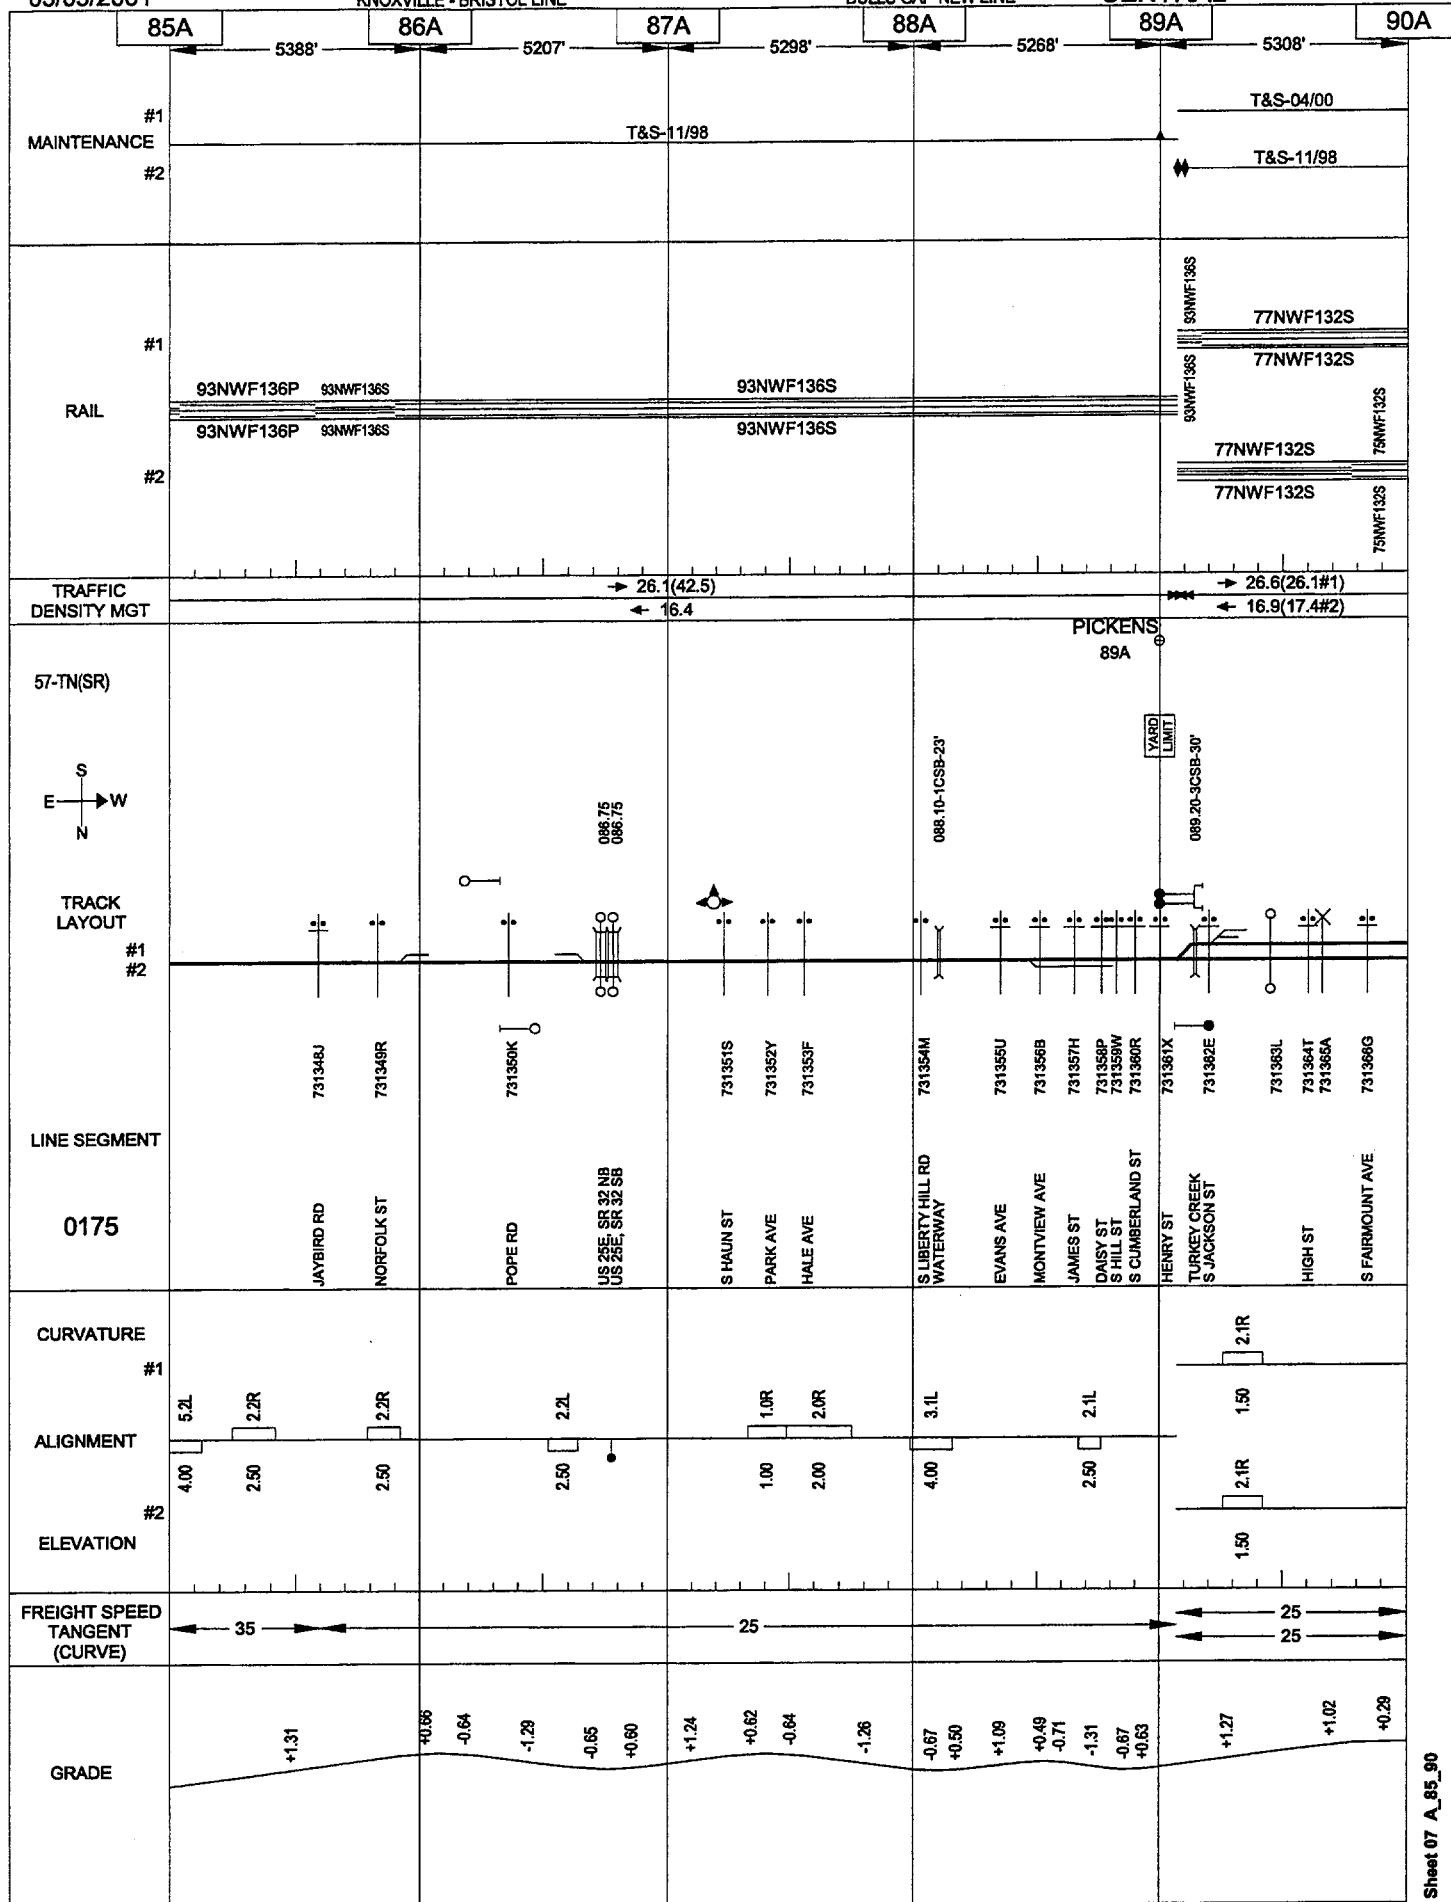 85A 86A 87A 88A 89A 90A
5388' 5207' 5298' 5268' 5308'
MAINTENANCE
#1
#2
T&S-11/98
T&S-04/00
T&S-11/98
RAIL
#1
#2
93NWF136P 93NWF136S 93NWF136S
93NWF136P 93NWF136S 93NWF136S
93NWF136S
93NWF136S
77NWF132S
77NWF132S
77NWF132S
77NWF132S
75NWF132S
75NWF132S
TRAFFIC
DENSITY MGT
26.1(42.5)
16.4
26.6(26.1#1)
16.9(17.4#2)
PICKENS
89A
57-TN(SR)
YARD
LIMIT
S
E W
N
086.75
086.75
088.10-1CSB-23'
089.20-3CSB-30'
TRACK
LAYOUT
#1
#2
731348J
731349R
731350K
731351S
731352Y
731353F
731354M
731355U
731356B
731357H
731358P
731359W
731360R
731361X
731362E
731363L
731364T
731365A
731366G
LINE SEGMENT
0175
JAYBIRD RD
NORFOLK ST
POPE RD
US 25E, SR 32 NB
US 25E, SR 32 SB
S HAUN ST
PARK AVE
HALE AVE
S LIBERTY HILL RD
WATERWAY
EVANS AVE
MONTVIEW AVE
JAMES ST
DAISY ST
S HILL ST
S CUMBERLAND ST
HENRY ST
TURKEY CREEK
S JACKSON ST
HIGH ST
S FAIRMOUNT AVE
CURVATURE
#1
ALIGNMENT
#2
ELEVATION
5.2L 2.2R 2.2R 2.2L 1.0R 2.0R 3.1L 2.1L
4.00 2.50 2.50 2.50 1.00 2.00 4.00 2.50
2.1R
1.50
2.1R
1.50
FREIGHT SPEED
TANGENT
(CURVE)
35
25
25
25
GRADE
+1.31 +0.66 -0.64 -1.29 -0.65 +0.60 +1.24 +0.62 -0.64 -1.26 -0.67 +0.50 +1.09 +0.49 -0.71 -1.31 -0.67 +0.63 +1.27 +1.02 +0.29
Sheet 07 A_85_90